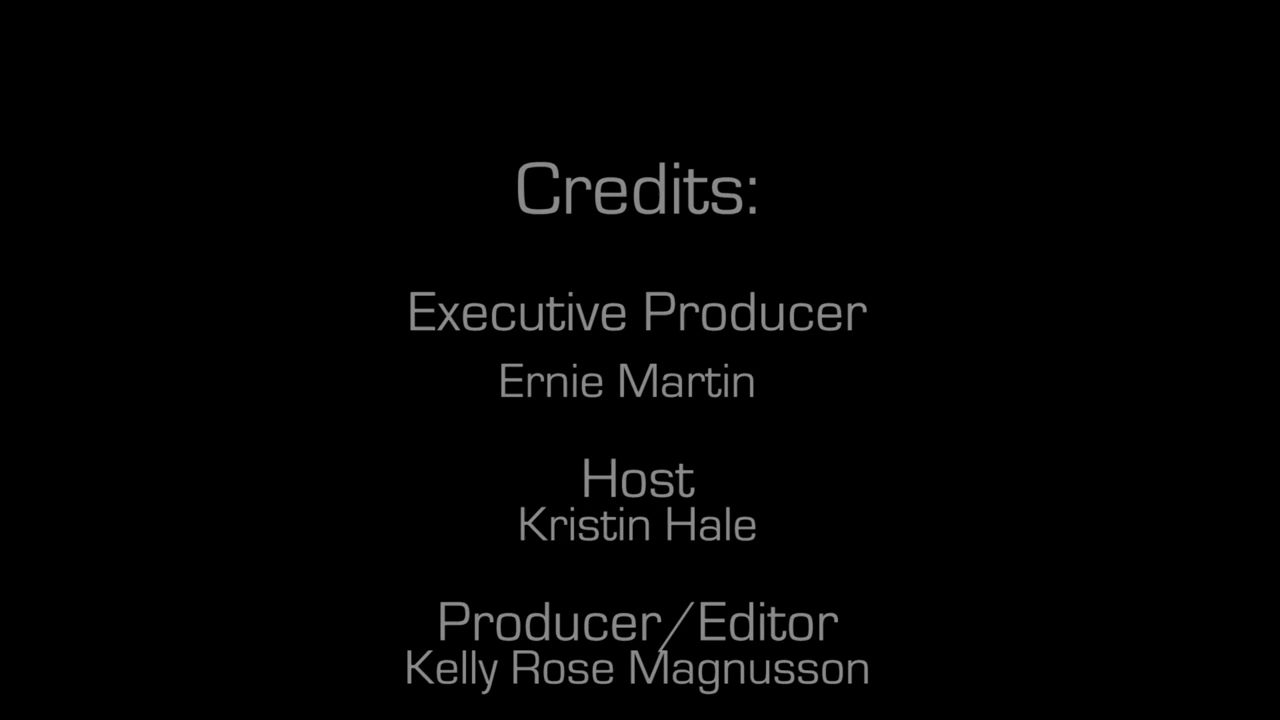 Credits:
Executive Producer
Ernie Martin
Host
Kristin Hale
Producer/Editor
Kelly Rose Magnusson